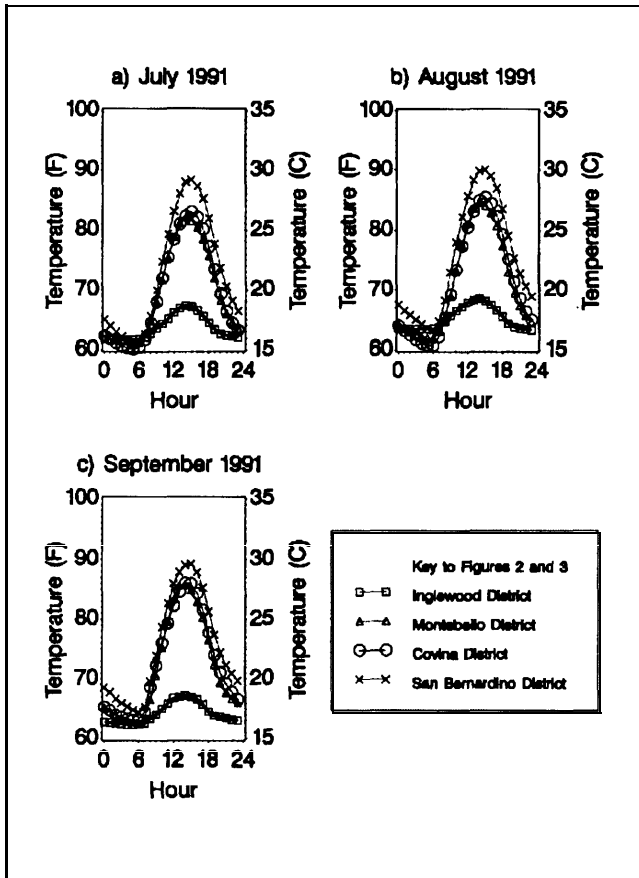 a) July 1991
b) August 1991
100
90
80
70
60
35
30
25
20
15
Temperature (F)
Temperature (C)
0 6 12 18 24
Hour
100
90
80
70
60
35
30
25
20
15
Temperature (F)
Temperature (C)
0 6 12 18 24
Hour
c) September 1991
100
90
80
70
60
35
30
25
20
15
Temperature (F)
Temperature (C)
0 6 12 18 24
Hour
Key to Figures 2 and 3
Inglewood District
Montebello District
Covina District
San Bernardino District